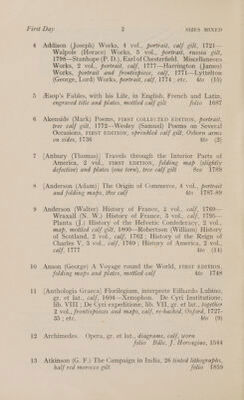 First Day 2 SIZES MIXED
4 Addison (Joseph) Works, 4 vol., portrait, calf gilt, 1721—
Walpole (Horace) Works, 5 vol., portrait, russia gilt,
1798—Stanhope (P. D.), Earl of Chesterfield. Miscellaneous
Works, 2 vol., portrait, calf, 1777—Harrington (James)
Works, portrait and frontispiece, calf, 1771—Lyttelton
(George, Lord) Works, portrait, calf, 1774 etc. 4to (15)
5 Æsop's Fables, with his Life, in English, French and Latin,
engraved title and plates, mottled calf gilt folio 1687
6 Akenside (Mark) Poems, FIRST COLLECTED EDITION, portrait,
tree calf, 1772—Wesley (Samuel) Poems on Several
Occasions, FIRST EDITION, sprinkled calf gilt, Osborn arms
on sides, 1736 4to (2)
7 [Anbury (Thomas)] Travels through the Interior Parts of
America, 2 vol., FIRST EDITION, folding map (slightly
defective) and plates (one torn), tree calf gilt 8vo 1789
8 Anderson (Adam) The Origin of Commerce, 4 vol., portrait
and folding maps, tree calf 4to 1787-89
9 Anderson (Walter) History of France, 2 vol., calf, 1769—
Wraxall (N. W.) History of France, 3 vol., calf, 1795—
Planta (J.) History of the Helvetic Confederacy, 2 vol.,
map, mottled calf gilt, 1800—Robertson (William) History
of Scotland, 2 vol., calf, 1762; History of the Reign of
Charles V, 3 vol., calf, 1769; History of America, 2 vol.,
calf, 1777 4to (14)
10 Anson (George) A Voyage round the World, FIRST EDITION,
folding maps and plates, mottled calf 4to 1748
11 [Anthologia Graeca] Florilegium, interprete Eilhardo Lubino,
gr. et lat., calf, 1604—Xenophon. De Cyri Institutione,
lib. VIII; De Cyri expeditione, lib. VII, gr. et lat., together
2 vol., frontispieces and maps, calf, re-backed, Oxford, 1727-
35; etc. 4to (9)
12 Archimedes. Opera, gr. et lat., diagrams, calf, worn
folio Bâle, J. Hervagius, 1544
13 Atkinson (G. F.) The Campaign in India, 26 tinted lithographs,
half red morocco gilt folio 1859